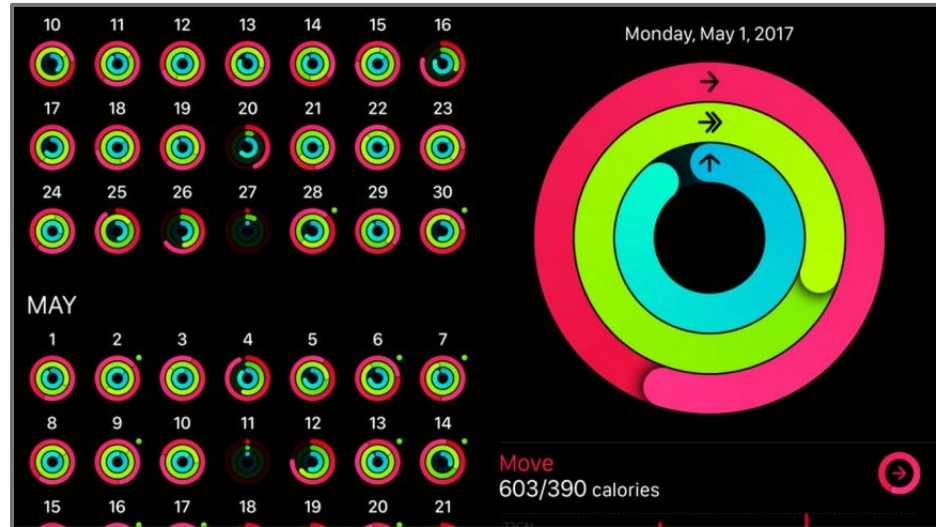 10 11 12 13 14 15 16
17 18 19 20 21 22 23
24 25 26 27 28 29 30
MAY
1 2 3 4 5 6 7
8 9 10 11 12 13 14
15 16 17 18 19 20 21
Monday, May 1, 2017
Move
603/390 calories